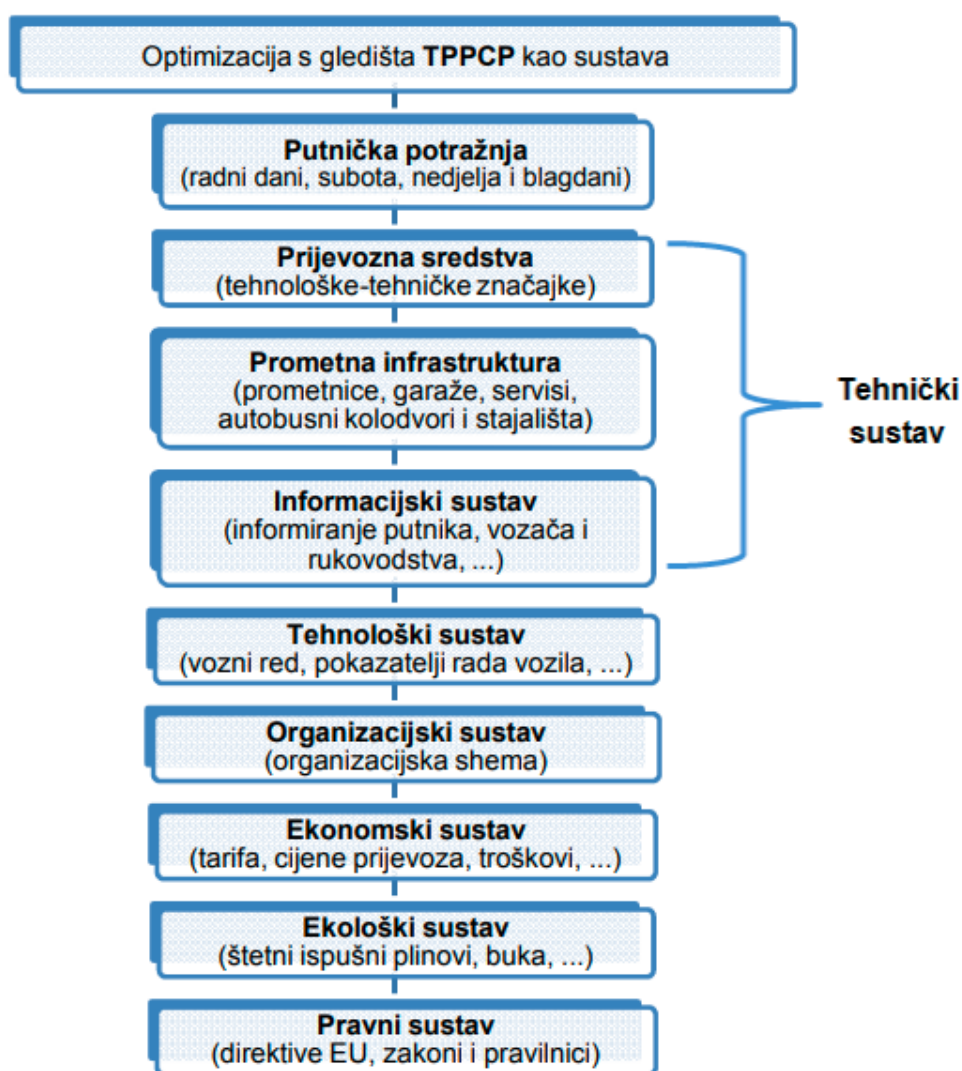 Optimizacija s gledišta TPPCP kao sustava
Putnička potražnja
(radni dani, subota, nedjelja i blagdani)
Prijevozna sredstva
(tehnološke-tehničke značajke)
Prometna infrastruktura
(prometnice, garaže, servisi,
autobusni kolodvori i stajališta)
Informacijski sustav
(informiranje putnika, vozača i
rukovodstva, ...)
Tehnički
sustav
Tehnološki sustav
(vozni red, pokazatelji rada vozila, ...)
Organizacijski sustav
(organizacijska shema)
Ekonomski sustav
(tarifa, cijene prijevoza, troškovi, ...)
Ekološki sustav
(štetni ispušni plinovi, buka, ...)
Pravni sustav
(direktive EU, zakoni i pravilnici)